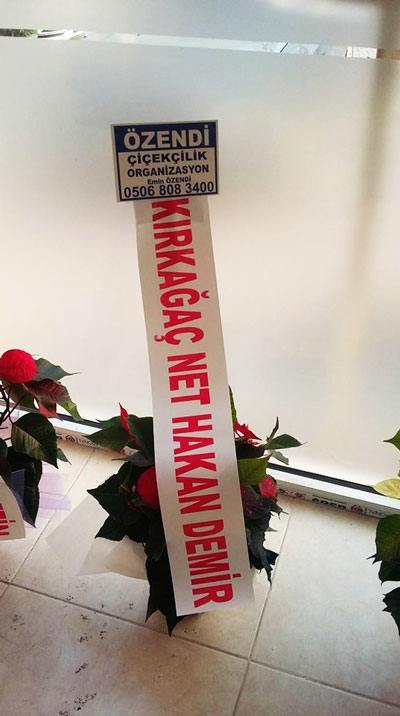 ÖZENDİ
ÇİÇEKÇİLİK
ORGANİZASYON
Emin ÖZENDİ
0506 808 3400
KIRKAĞAÇ NET HAKAN DEMİR